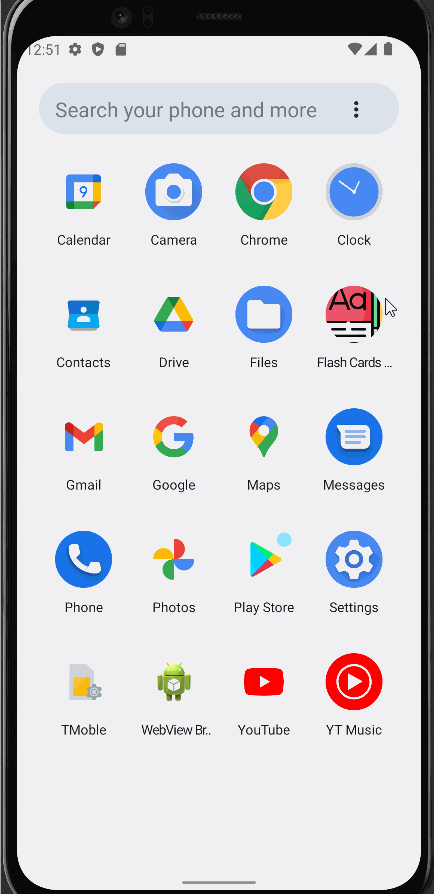 12:51
Search your phone and more
9
Calendar
Camera
Chrome
Clock
Aa
Contacts
Drive
Files
Flash Cards ...
Gmail
Google
Maps
Messages
Phone
Photos
Play Store
Settings
TMoble
WebView Br..
YouTube
YT Music